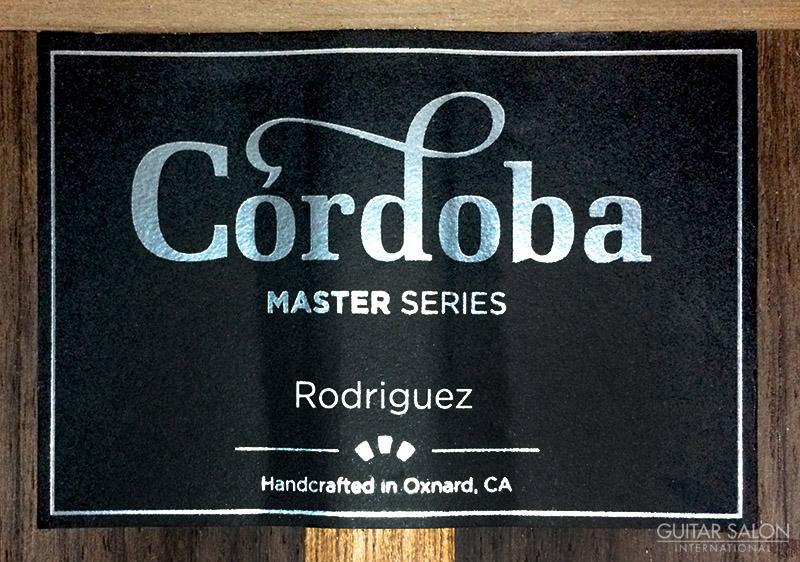 Córdoba
MASTER SERIES
Rodriguez
Handcrafted in Oxnard, CA
GUITAR SALON
INTERNATIONAL